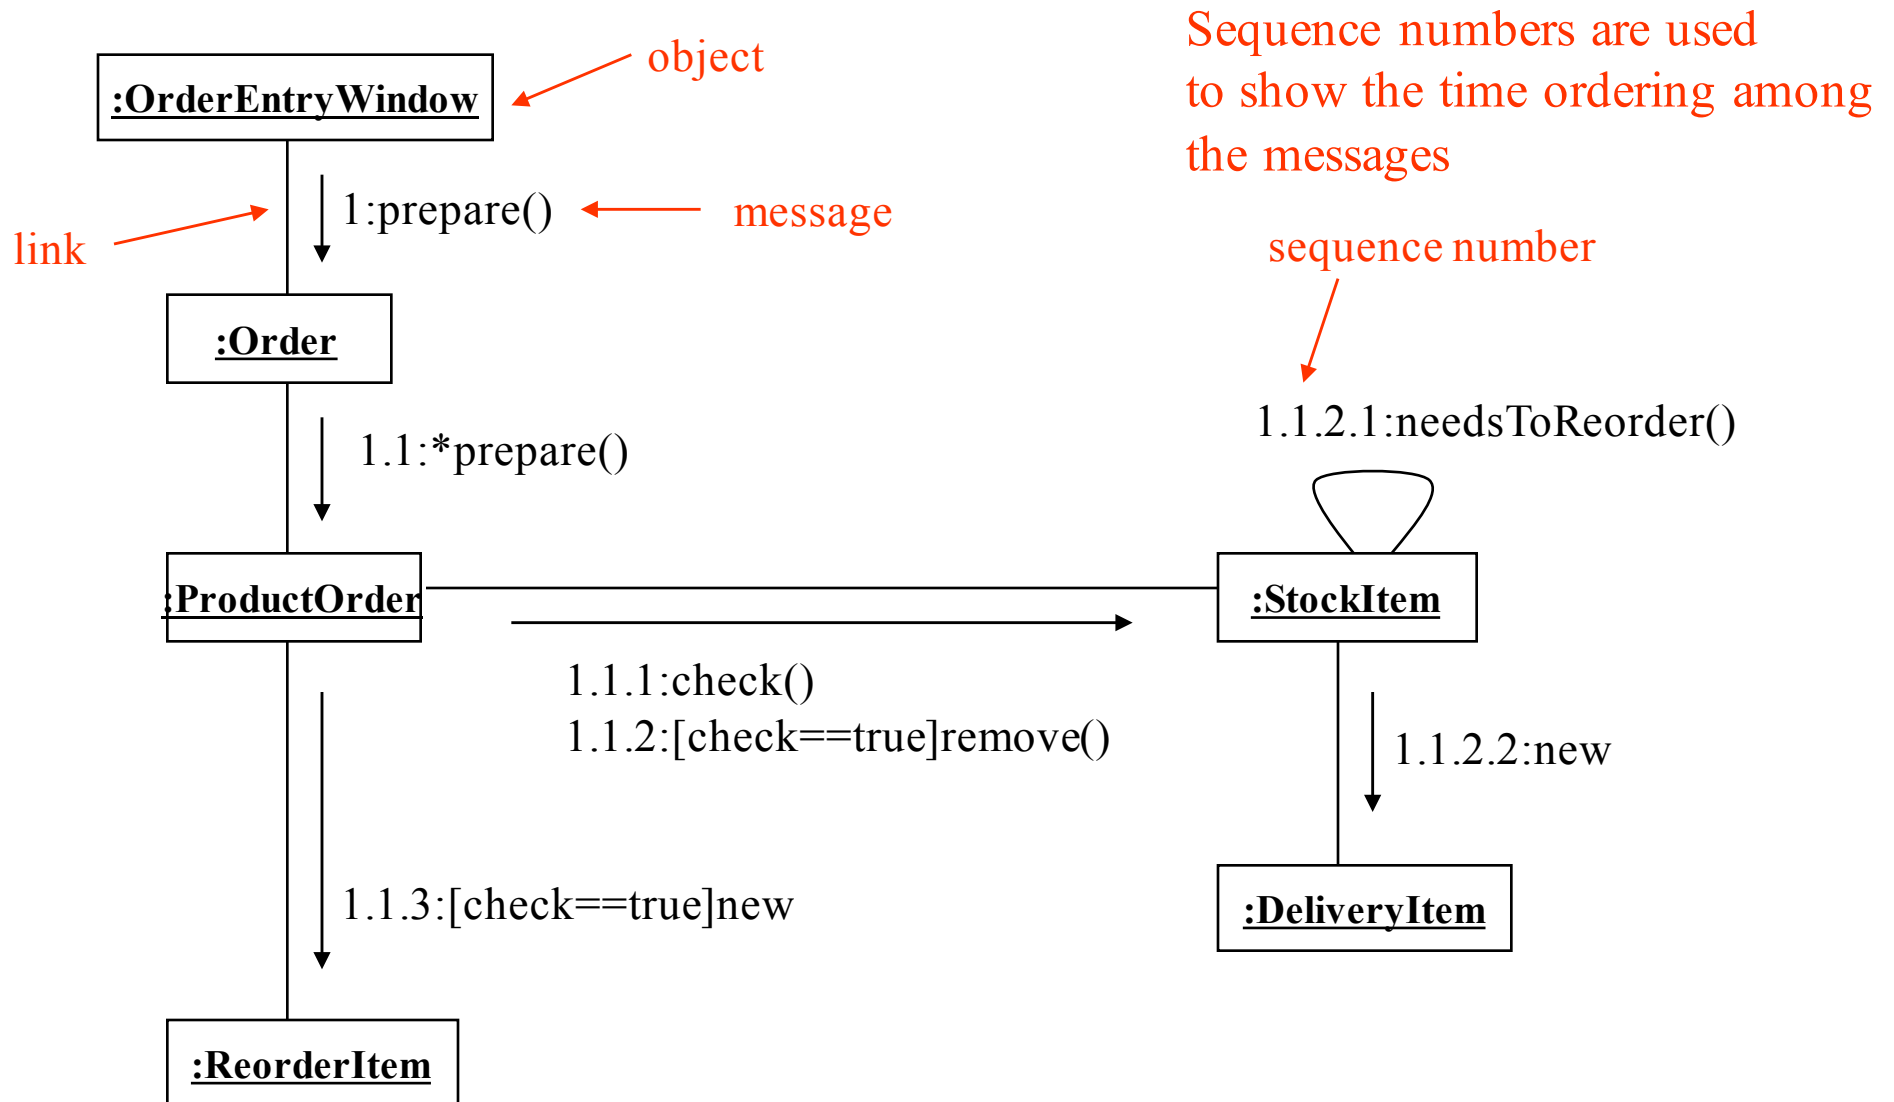 :OrderEntryWindow
object
Sequence numbers are used
to show the time ordering among
the messages
1:prepare()
message
link
sequence number
:Order
1.1:*prepare()
1.1.2.1:needsToReorder()
:ProductOrder
:StockItem
1.1.1:check()
1.1.2:[check==true]remove()
1.1.2.2:new
1.1.3:[check==true]new
:DeliveryItem
:ReorderItem